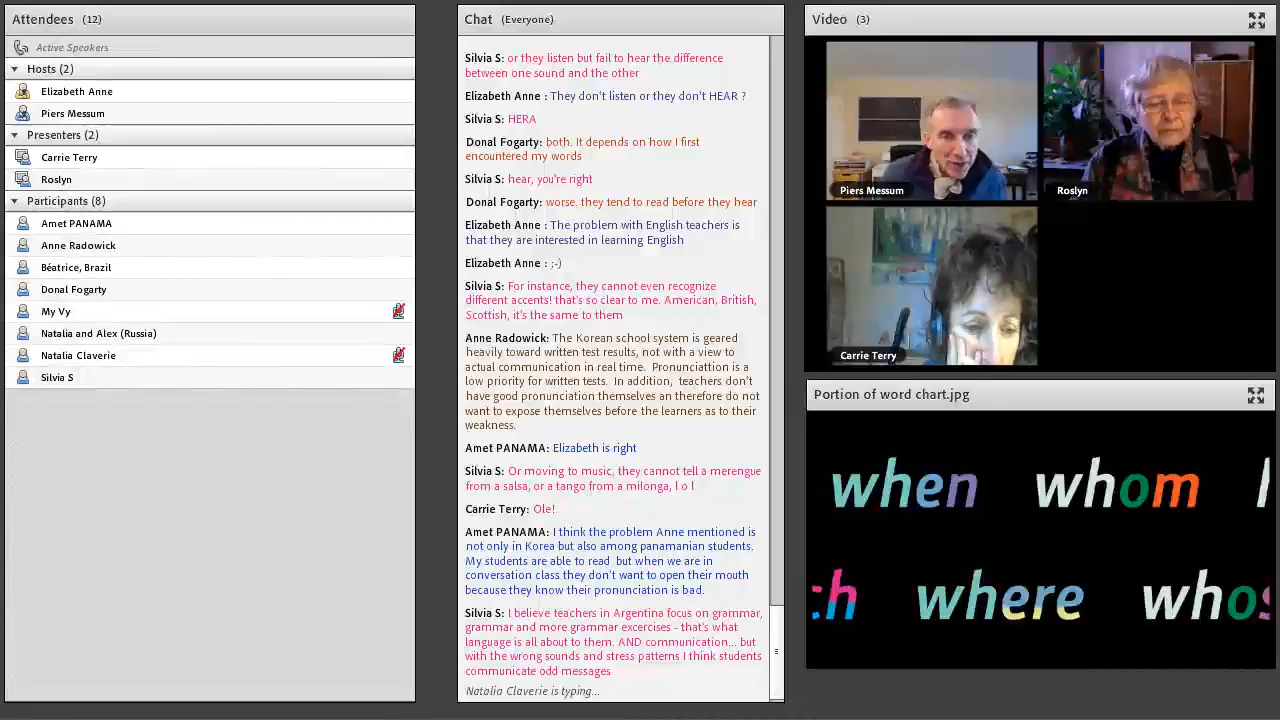 Attendees (12)
Active Speakers
Hosts (2)
Elizabeth Anne
Piers Messum
Presenters (2)
Carrie Terry
Roslyn
Participants (8)
Amet PANAMA
Anne Radowick
Béatrice, Brazil
Donal Fogarty
My Vy
Natalia and Alex (Russia)
Natalia Claverie
Silvia S
Chat (Everyone)
Silvia S: or they listen but fail to hear the difference
between one sound and the other
Elizabeth Anne : They don't listen or they don't HEAR ?
Silvia S: HERA
Donal Fogarty: both. It depends on how I first
encountered my words
Silvia S: hear, you're right
Donal Fogarty: worse. they tend to read before they hear
Elizabeth Anne : The problem with English teachers is
that they are interested in learning English
Elizabeth Anne : ;-)
Silvia S: For instance, they cannot even recognize
different accents! that's so clear to me. American, British,
Scottish, it's the same to them
Anne Radowick: The Korean school system is geared
heavily toward written test results, not with a view to
actual communication in real time. Pronunciattion is a
low priority for written tests. In addition, teachers don't
have good pronunciation themselves an therefore do not
want to expose themselves before the learners as to their
weakness.
Amet PANAMA: Elizabeth is right
Silvia S: Or moving to music, they cannot tell a merengue
from a salsa, or a tango from a milonga, l o l
Carrie Terry: Ole!
Amet PANAMA: I think the problem Anne mentioned is
not only in Korea but also among panamanian students.
My students are able to read but when we are in
conversation class they don't want to open their mouth
because they know their pronunciation is bad.
Silvia S: I believe teachers in Argentina focus on grammar,
grammar and more grammar excercises - that's what
language is all about to them. AND communication... but
with the wrong sounds and stress patterns I think students
communicate odd messages
Natalia Claverie is typing...
Video (3)
Piers Messum
Roslyn
Carrie Terry
Portion of word chart.jpg
when whom
ch where whos